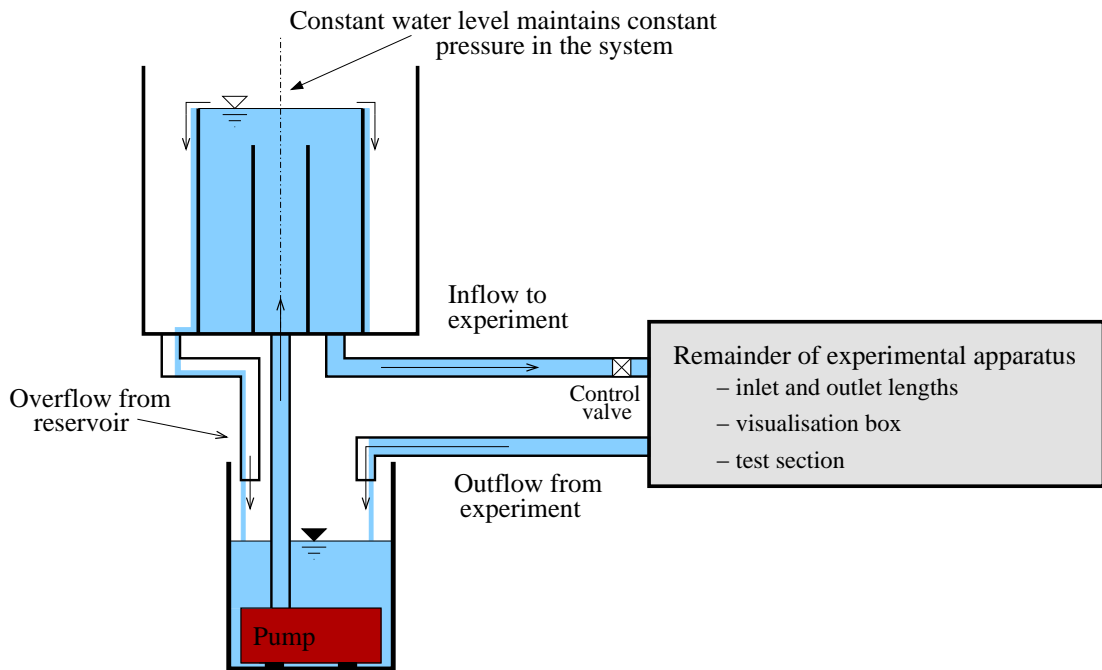 Constant water level maintains constant
pressure in the system
Inflow to
experiment
Remainder of experimental apparatus
– inlet and outlet lengths
– visualisation box
– test section
Control
valve
Overflow from
reservoir
Outflow from
experiment
Pump